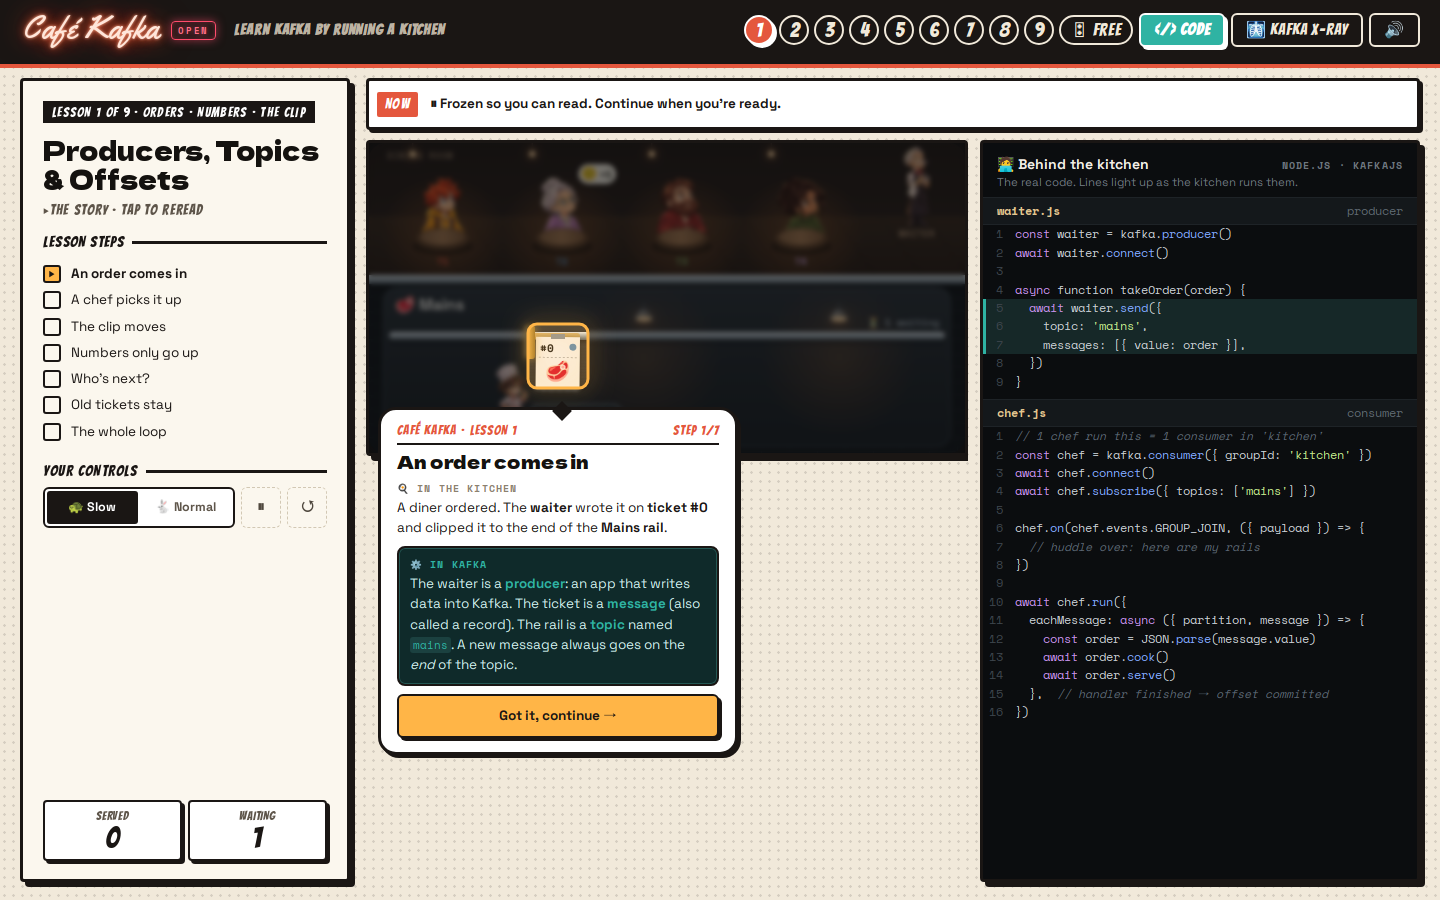 Café Kafka
OPEN
LEARN KAFKA BY RUNNING A KITCHEN
1 2 3 4 5 6 7 8 9 FREE
</> CODE
KAFKA X-RAY
LESSON 1 OF 9 · ORDERS · NUMBERS · THE CLIP
Producers, Topics
& Offsets
▸THE STORY · TAP TO REREAD
LESSON STEPS
An order comes in
A chef picks it up
The clip moves
Numbers only go up
Who's next?
Old tickets stay
The whole loop
YOUR CONTROLS
Slow
Normal
SERVED
0
WAITING
1
NOW
Frozen so you can read. Continue when you're ready.
Mains
#0
CAFÉ KAFKA · LESSON 1
STEP 1/7
An order comes in
IN THE KITCHEN
A diner ordered. The waiter wrote it on ticket #0
and clipped it to the end of the Mains rail.
IN KAFKA
The waiter is a producer: an app that writes
data into Kafka. The ticket is a message (also
called a record). The rail is a topic named
mains. A new message always goes on the
end of the topic.
Got it, continue →
Behind the kitchen
NODE.JS · KAFKAJS
The real code. Lines light up as the kitchen runs them.
waiter.js
producer
1 const waiter = kafka.producer()
2 await waiter.connect()
3
4 async function takeOrder(order) {
5   await waiter.send({
6     topic: 'mains',
7     messages: [{ value: order }],
8   })
9 }
chef.js
consumer
1 // 1 chef run this = 1 consumer in 'kitchen'
2 const chef = kafka.consumer({ groupId: 'kitchen' })
3 await chef.connect()
4 await chef.subscribe({ topics: ['mains'] })
5
6 chef.on(chef.events.GROUP_JOIN, ({ payload }) => {
7   // huddle over: here are my rails
8 })
9
10 await chef.run({
11   eachMessage: async ({ partition, message }) => {
12     const order = JSON.parse(message.value)
13     await order.cook()
14     await order.serve()
15   },  // handler finished → offset committed
16 })